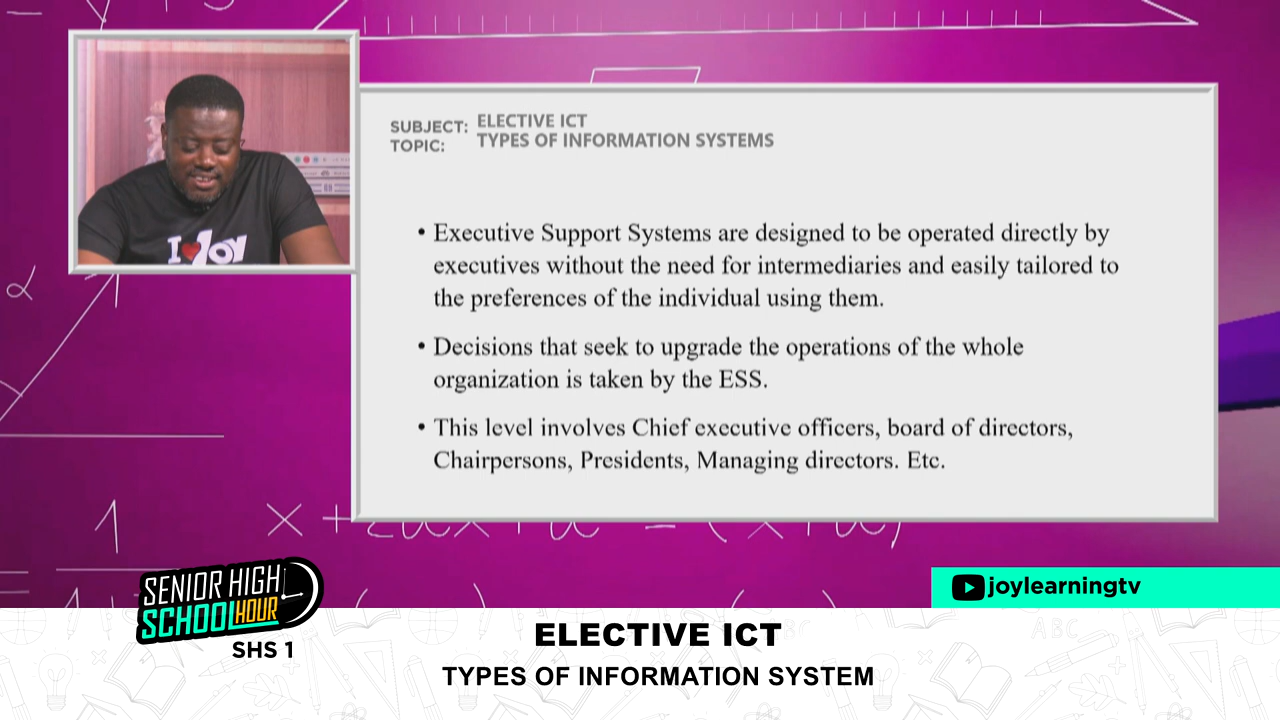 SUBJECT: ELECTIVE ICT
TOPIC: TYPES OF INFORMATION SYSTEMS
I ♥ Joy
• Executive Support Systems are designed to be operated directly by
executives without the need for intermediaries and easily tailored to
the preferences of the individual using them.
• Decisions that seek to upgrade the operations of the whole
organization is taken by the ESS.
• This level involves Chief executive officers, board of directors,
Chairpersons, Presidents, Managing directors. Etc.
1
SENIOR HIGH
SCHOOL HOUR
SHS 1
joylearningtv
ELECTIVE ICT
TYPES OF INFORMATION SYSTEM
ABC